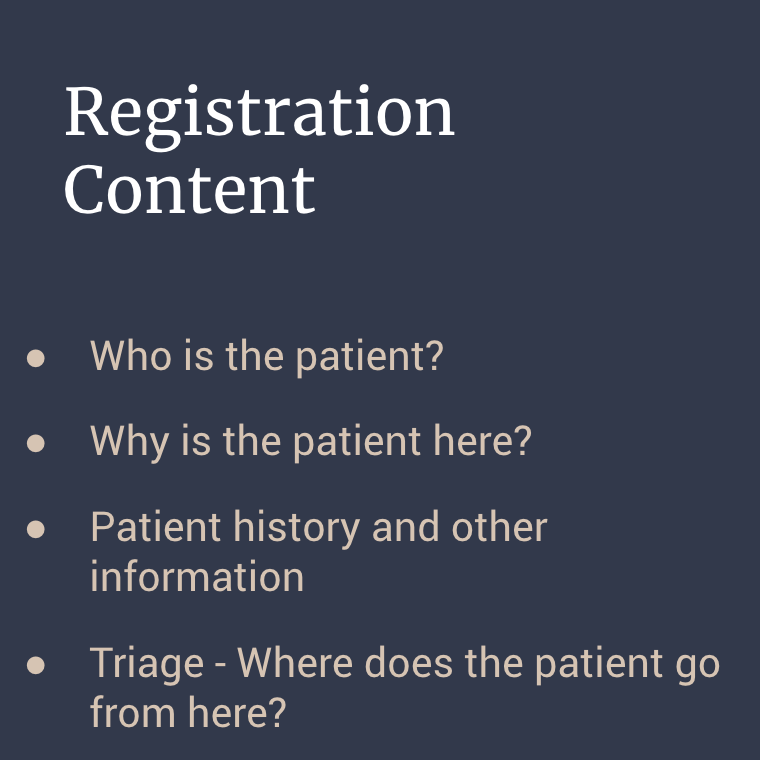 Registration
Content
● Who is the patient?
● Why is the patient here?
● Patient history and other
information
● Triage - Where does the patient go
from here?